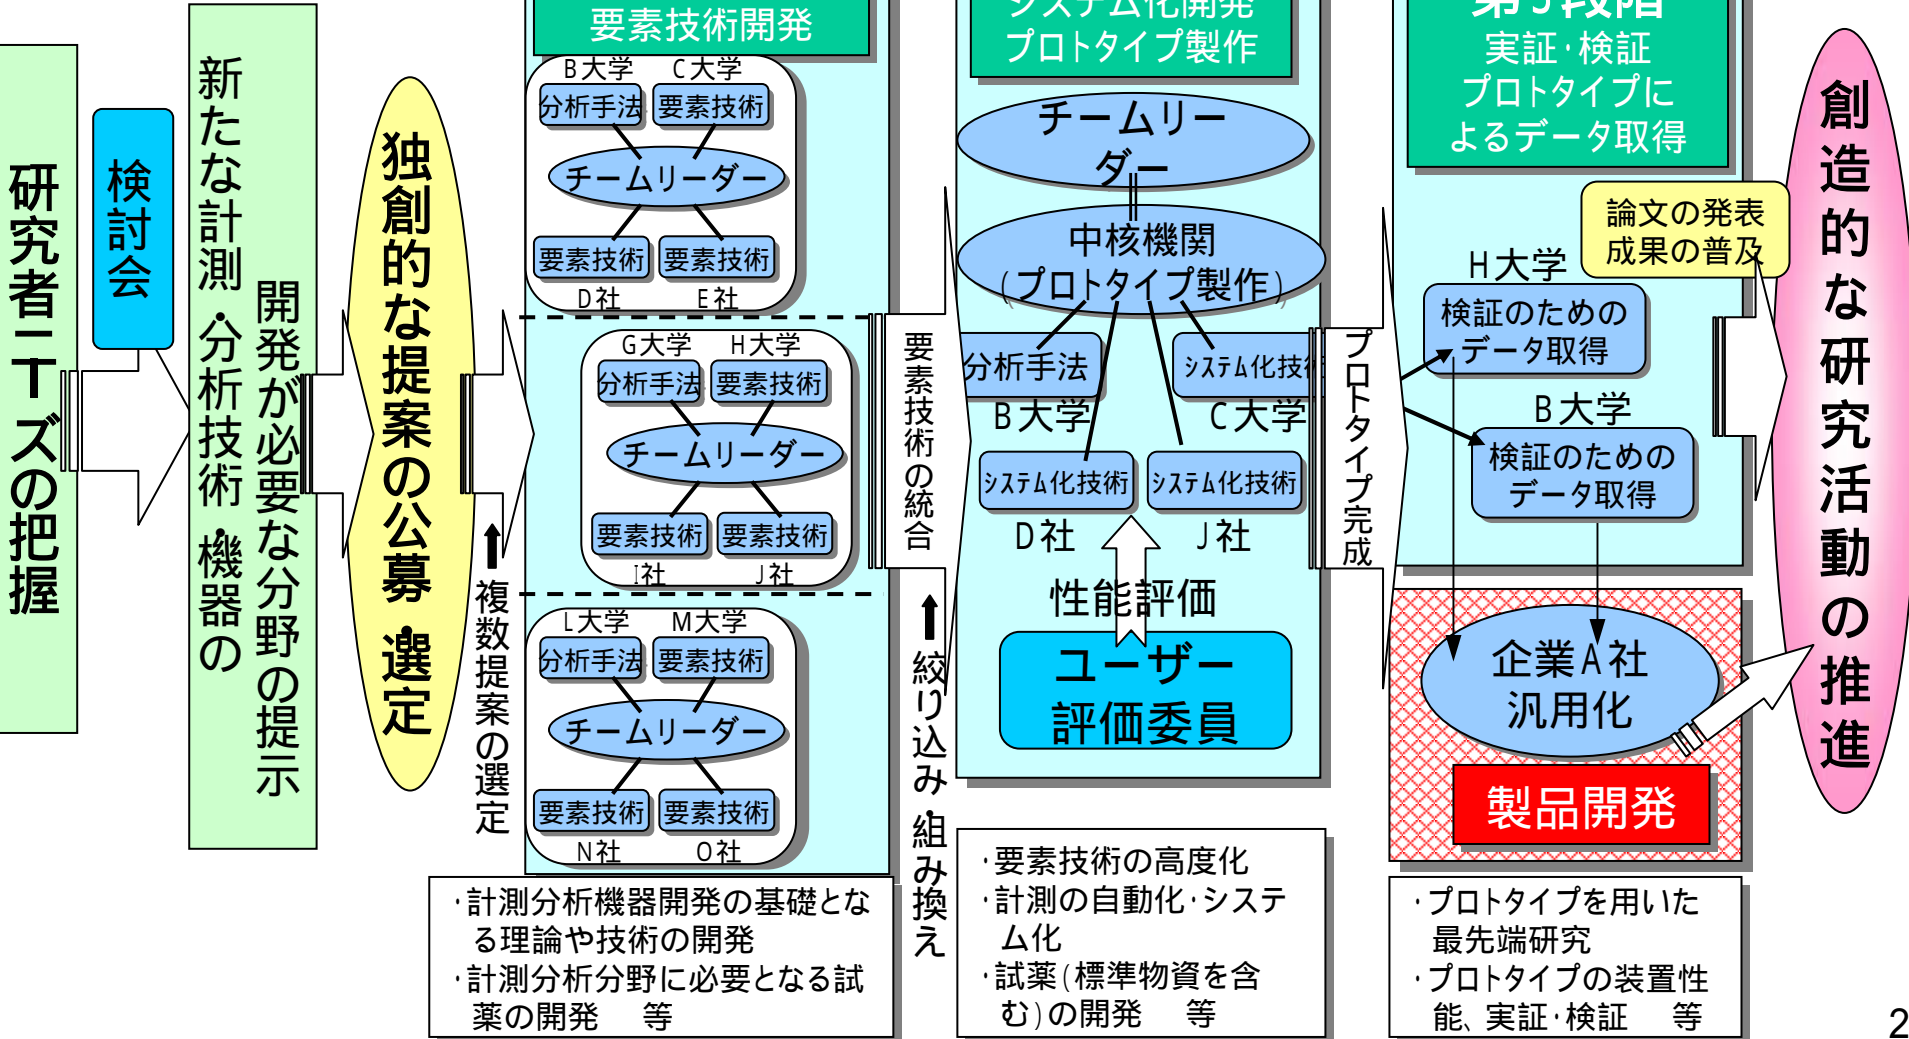 研究者ニーズの把握
検討会
新たな計測・分析技術・機器の
開発が必要な分野の提示
独創的な提案の公募・選定
複数提案の選定
要素技術開発
B大学 C大学
分析手法 要素技術
チームリーダー
要素技術 要素技術
D社 E社
G大学 H大学
分析手法 要素技術
チームリーダー
要素技術 要素技術
I社 J社
L大学 M大学
分析手法 要素技術
チームリーダー
要素技術 要素技術
N社 O社
・計測分析機器開発の基礎とな
る理論や技術の開発
・計測分析分野に必要となる試
薬の開発 等
要素技術の統合
絞り込み・組み換え
システム化開発
プロトタイプ製作
チームリー
ダー
中核機関
(プロトタイプ製作)
分析手法 システム化技術
B大学 C大学
システム化技術 システム化技術
D社 J社
性能評価
ユーザー
評価委員
・要素技術の高度化
・計測の自動化・システ
ム化
・試薬(標準物資を含
む)の開発 等
プロトタイプ完成
第3段階
実証・検証
プロトタイプに
よるデータ取得
論文の発表
成果の普及
H大学
検証のための
データ取得
B大学
検証のための
データ取得
企業A社
汎用化
製品開発
・プロトタイプを用いた
最先端研究
・プロトタイプの装置性
能、実証・検証 等
創造的な研究活動の推進
2